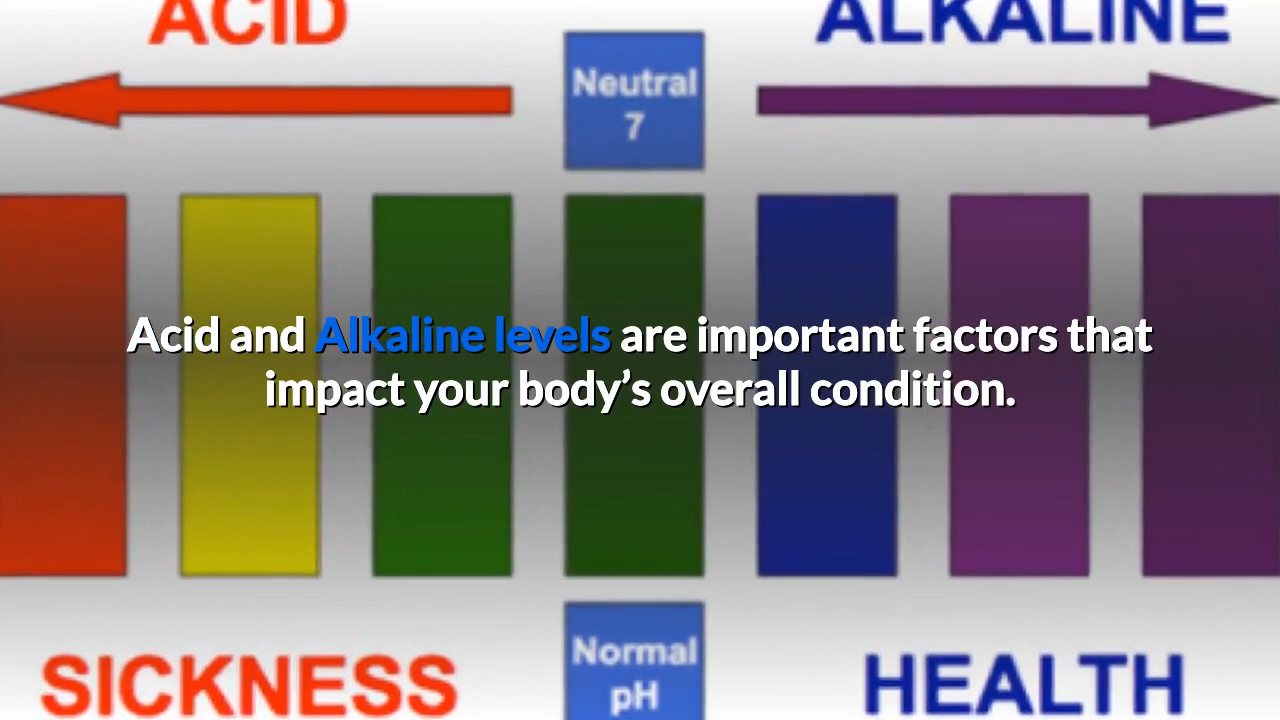 ACID
ALKALINE
Neutral
7
Acid and Alkaline levels are important factors that
impact your body’s overall condition.
SICKNESS
Normal
pH
HEALTH